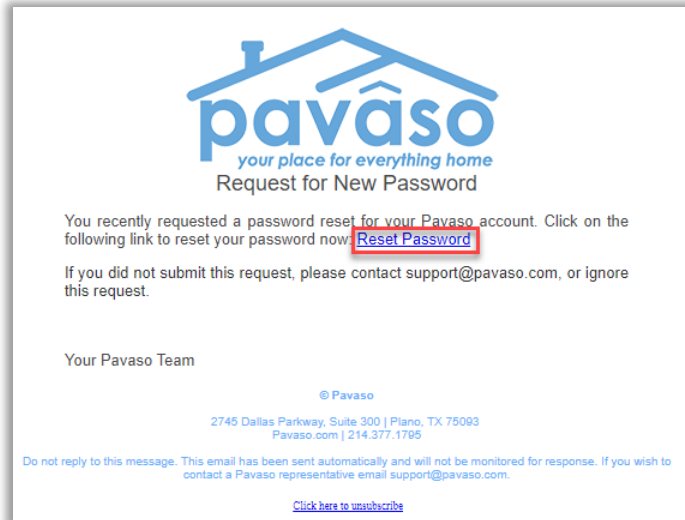 pavâso
your place for everything home
Request for New Password
You recently requested a password reset for your Pavaso account. Click on the
following link to reset your password now: Reset Password
If you did not submit this request, please contact support@pavaso.com, or ignore
this request.
Your Pavaso Team
© Pavaso
2745 Dallas Parkway, Suite 300 | Plano, TX 75093
Pavaso.com | 214.377.1795
Do not reply to this message. This email has been sent automatically and will not be monitored for response. If you wish to
contact a Pavaso representative email support@pavaso.com.
Click here to unsubscribe